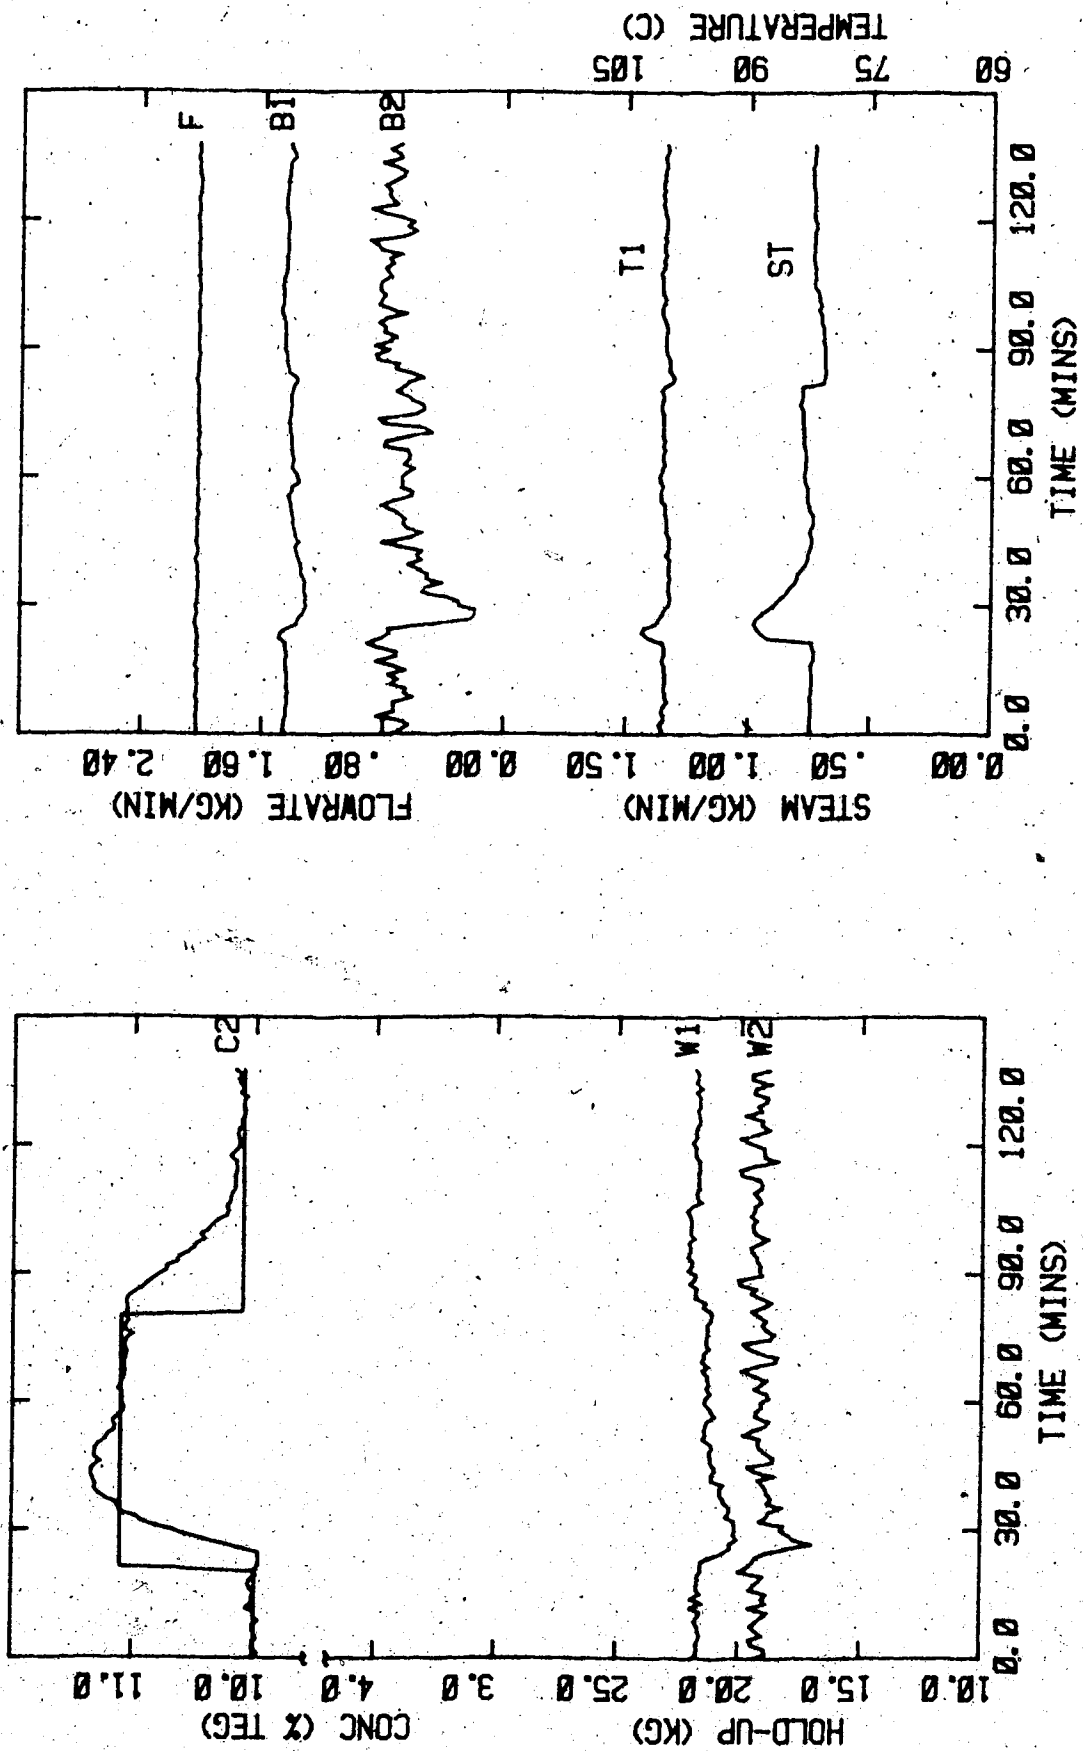 TEMPERATURE (C)
105 90 75 60
F
B1
B2
T1
ST
0.0 30.0 60.0 90.0 120.0
TIME (MINS)
2.40 1.60 .80 0.00
FLOWRATE (KG/MIN)
1.50 1.00 .50 0.00
STEAM (KG/MIN)
C2
W1
W2
0.0 30.0 60.0 90.0 120.0
TIME (MINS)
11.0 10.0 4.0 3.0
CONC (% TEG)
25.0 20.0 15.0 10.0
HOLD-UP (KG)